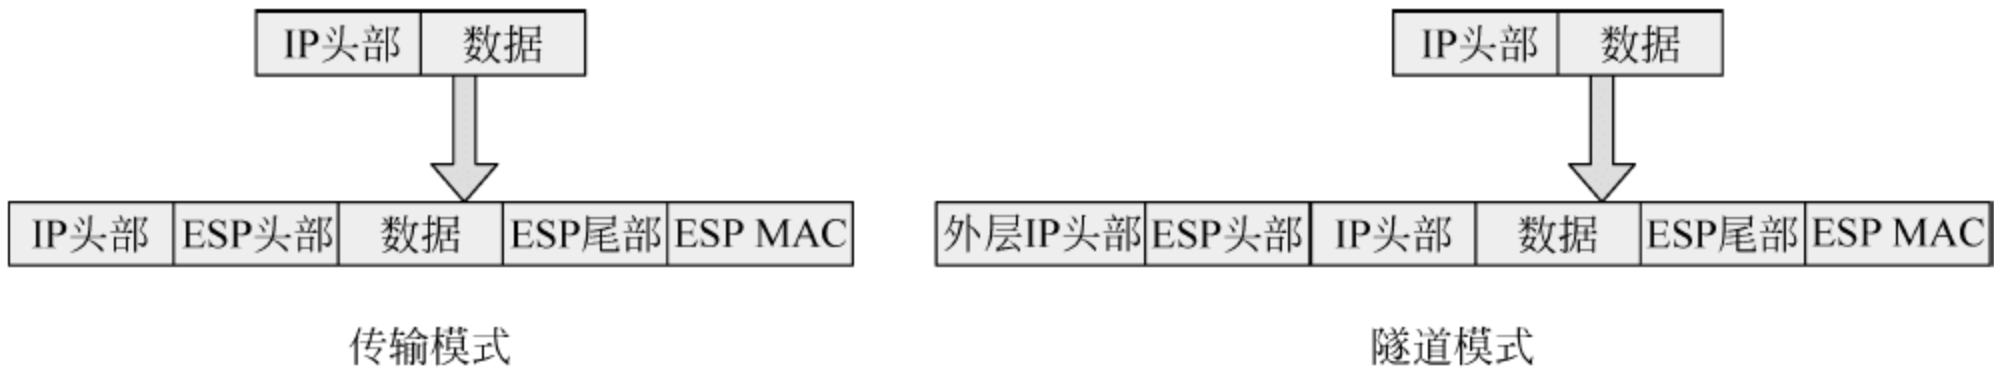 IP头部 数据 IP头部 数据
IP头部 ESP头部 数据 ESP尾部 ESP MAC 外层IP头部 ESP头部 IP头部 数据 ESP尾部 ESP MAC
传输模式 隧道模式